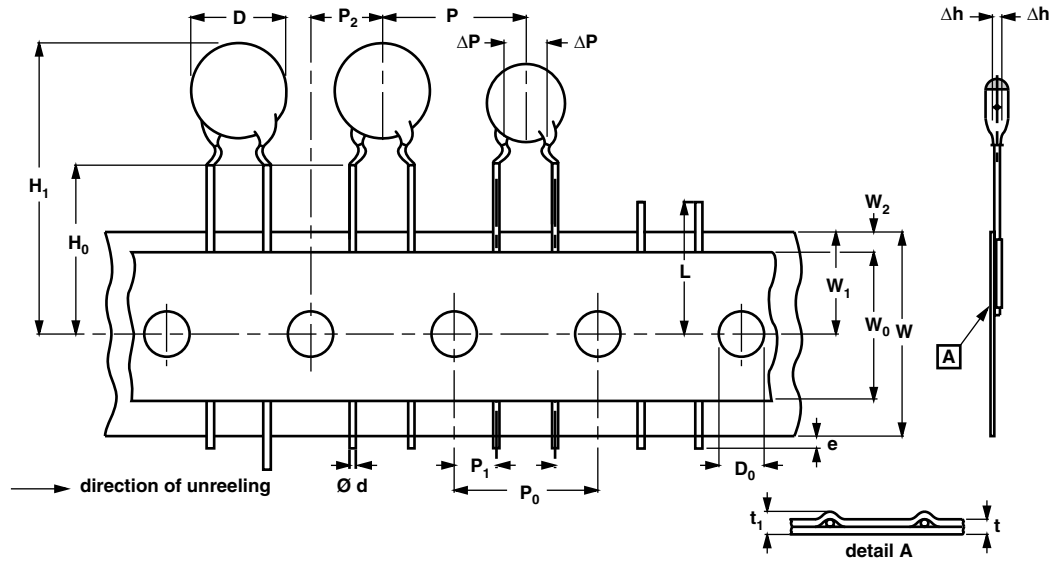 D
P₂
P
ΔP
ΔP
Δh
Δh
H₁
H₀
L
W₂
W₁
W₀
W
A
e
P₁
D₀
direction of unreeling
Ø d
P₀
t₁
t
detail A